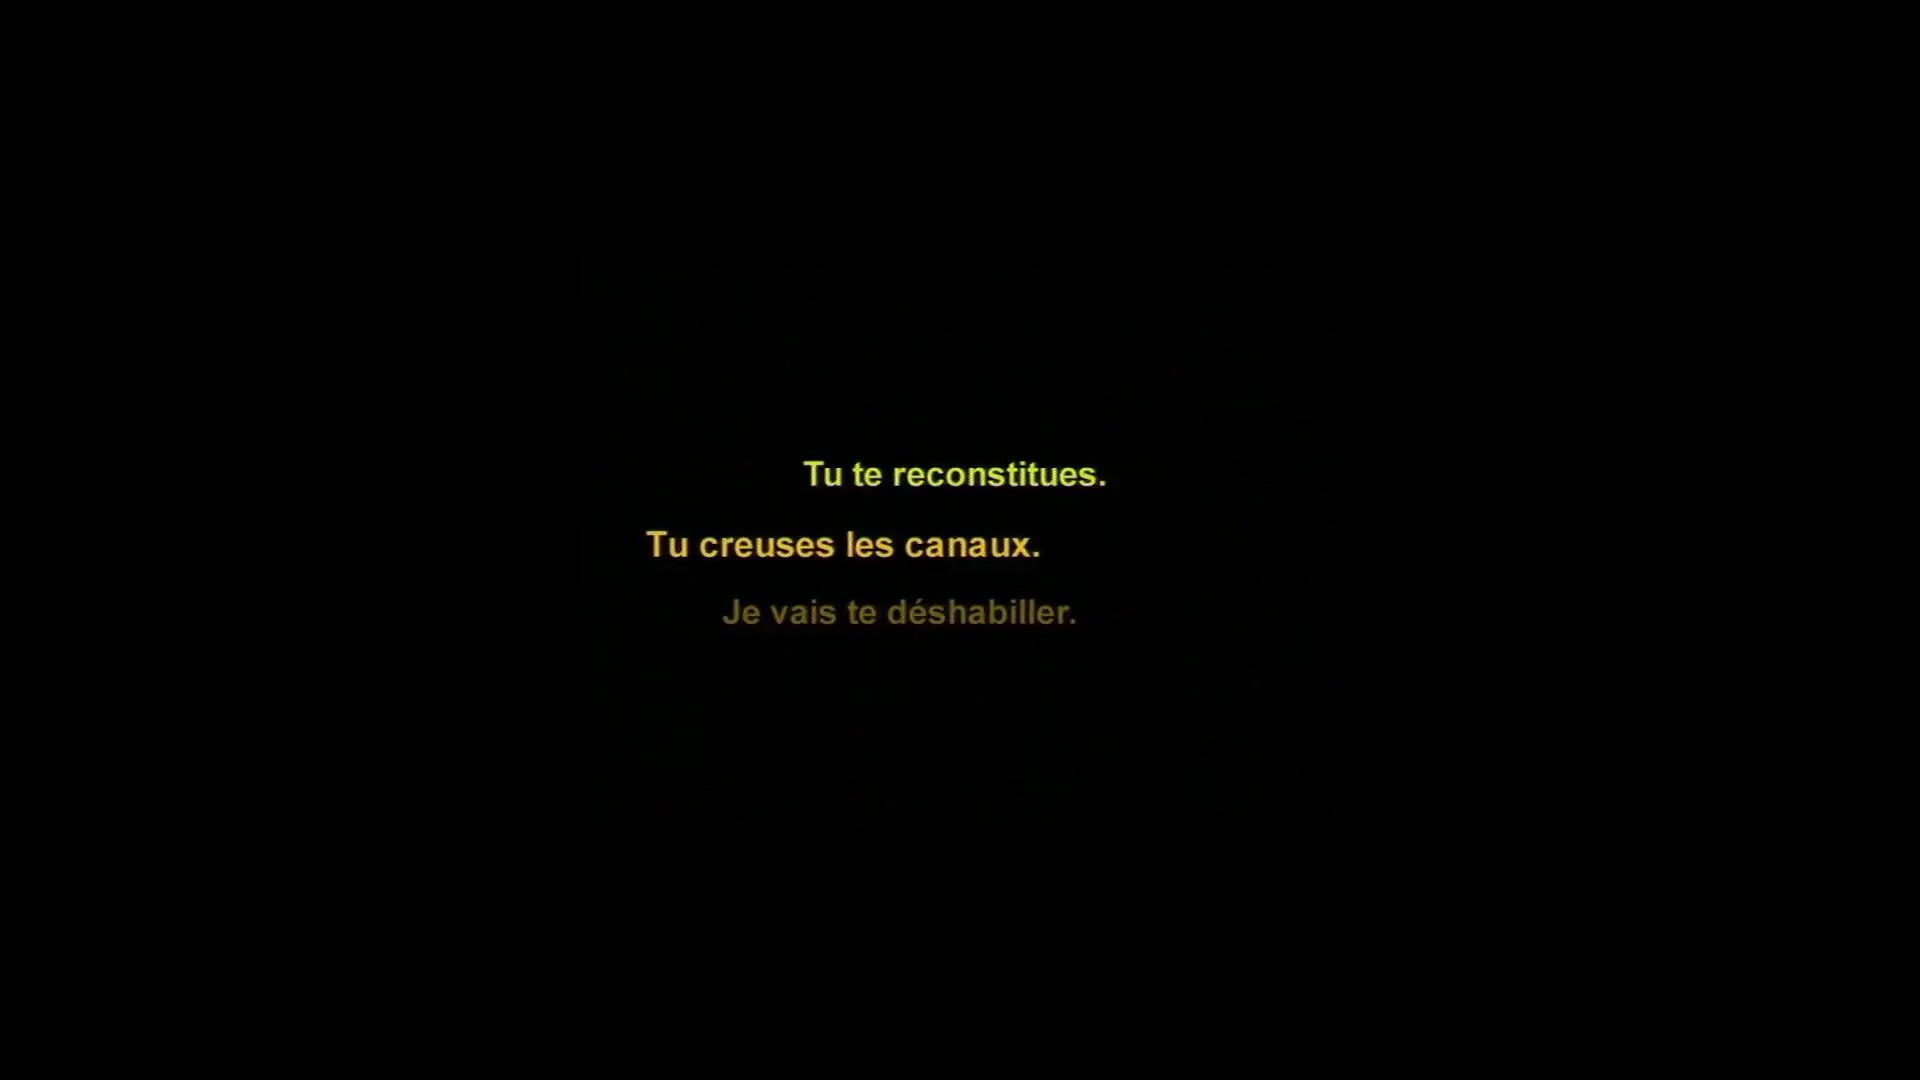 Tu te reconstitues.
Tu creuses les canaux.
Je vais te déshabiller.